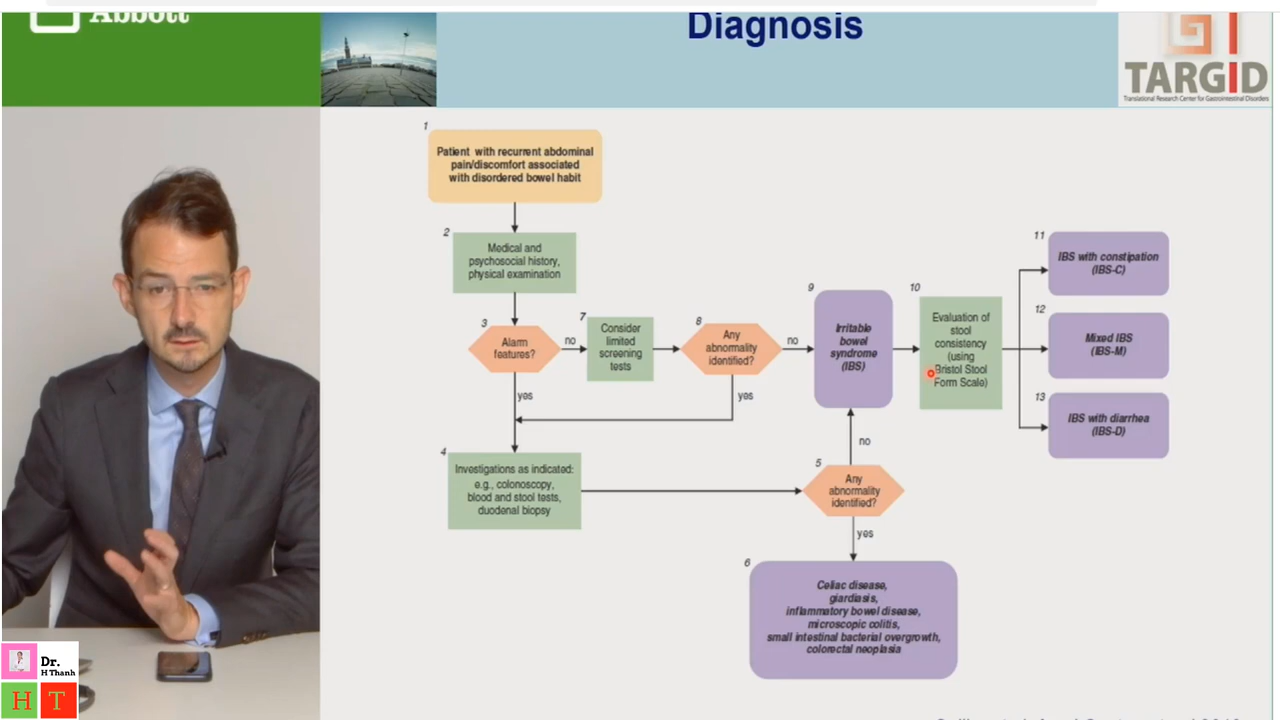 Abbott
Diagnosis
TARGID
Translational Research Center for Gastrointestinal Disorders
1
Patient with recurrent abdominal
pain/discomfort associated
with disordered bowel habit
2
Medical and
psychosocial history,
physical examination
3
Alarm
features?
no
7
Consider
limited
screening
tests
8
Any
abnormality
identified?
no
9
Irritable
bowel
syndrome
(IBS)
10
Evaluation of
stool
consistency
(using
Bristol Stool
Form Scale)
11
IBS with constipation
(IBS-C)
12
Mixed IBS
(IBS-M)
13
IBS with diarrhea
(IBS-D)
yes
yes
4
Investigations as indicated:
e.g., colonoscopy,
blood and stool tests,
duodenal biopsy
no
5
Any
abnormality
identified?
yes
6
Celiac disease,
giardiasis,
inflammatory bowel disease,
microscopic colitis,
small intestinal bacterial overgrowth,
colorectal neoplasia
Dr.
H Thanh
H T